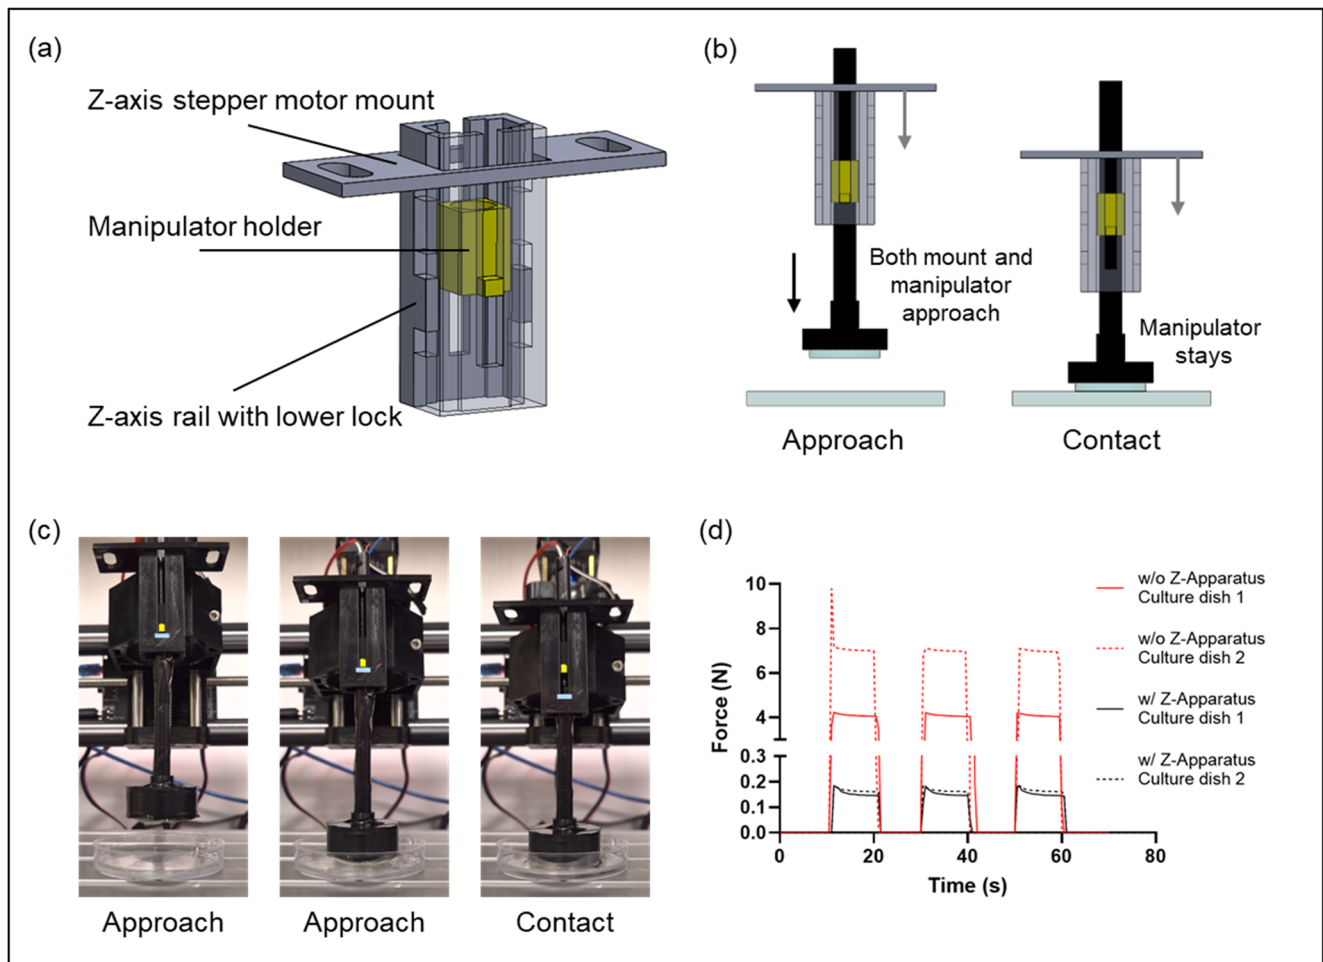 (a)
Z-axis stepper motor mount
Manipulator holder
Z-axis rail with lower lock
(b)
Both mount and
manipulator
approach
Manipulator
stays
Approach
Contact
(c)
Approach
Approach
Contact
(d)
Force (N)
10
8
6
4
0.3
0.2
0.1
0.0
0
20
40
60
80
Time (s)
w/o Z-Apparatus
Culture dish 1
w/o Z-Apparatus
Culture dish 2
w/ Z-Apparatus
Culture dish 1
w/ Z-Apparatus
Culture dish 2